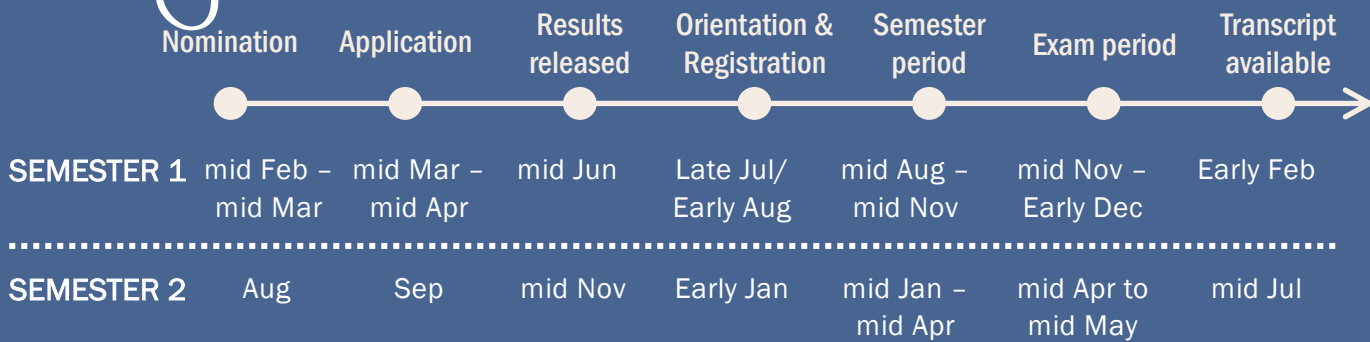 Nomination
Application
Results
released
Orientation &
Registration
Semester
period
Exam period
Transcript
available
SEMESTER 1
mid Feb –
mid Mar
mid Mar –
mid Apr
mid Jun
Late Jul/
Early Aug
mid Aug –
mid Nov
mid Nov –
Early Dec
Early Feb
SEMESTER 2
Aug
Sep
mid Nov
Early Jan
mid Jan –
mid Apr
mid Apr to
mid May
mid Jul